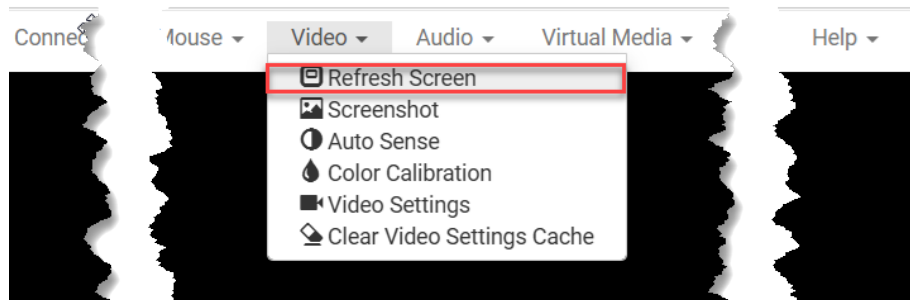 Connec Mouse Video Audio Virtual Media Help
Refresh Screen
Screenshot
Auto Sense
Color Calibration
Video Settings
Clear Video Settings Cache